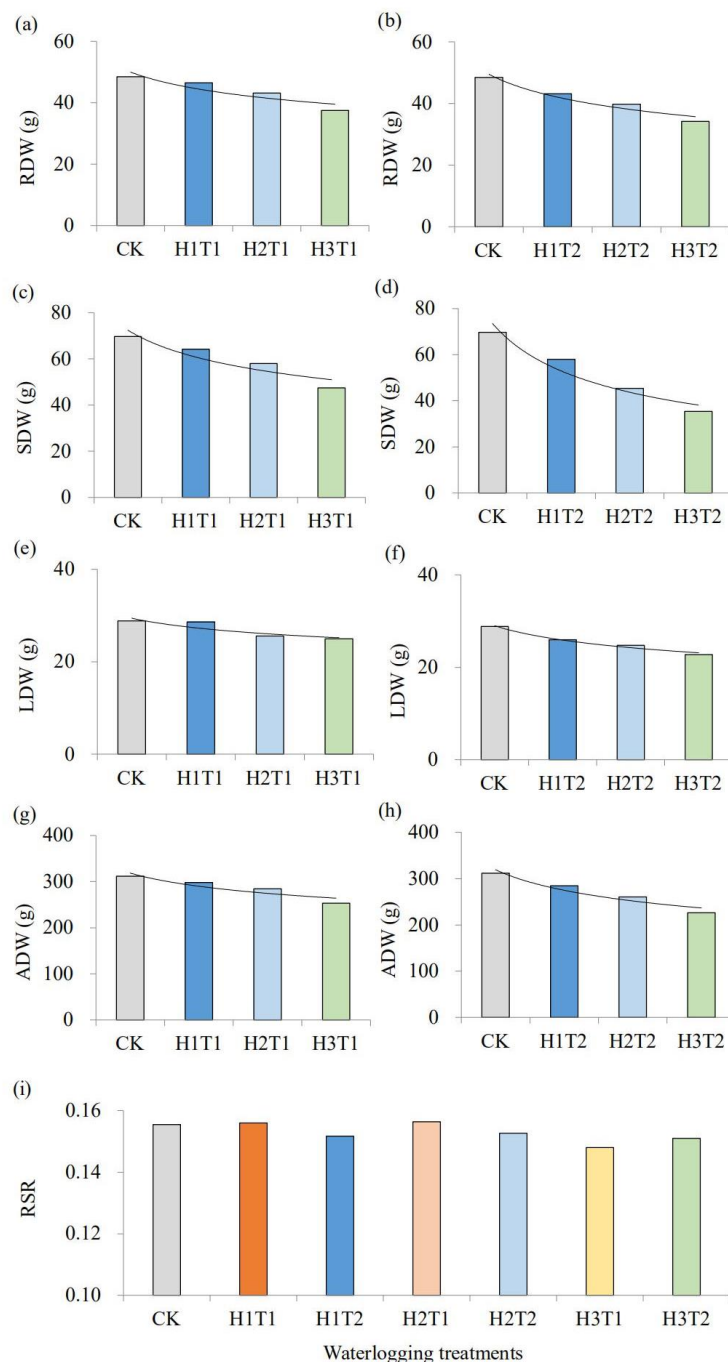 (a)
60
40
20
0
RDW (g)
CK H1T1 H2T1 H3T1
(b)
60
40
20
0
RDW (g)
CK H1T2 H2T2 H3T2
(c)
80
60
40
20
0
SDW (g)
CK H1T1 H2T1 H3T1
(d)
80
60
40
20
0
SDW (g)
CK H1T2 H2T2 H3T2
(e)
40
20
0
LDW (g)
CK H1T1 H2T1 H3T1
(f)
40
20
0
LDW (g)
CK H1T2 H2T2 H3T2
(g)
400
300
200
100
0
ADW (g)
CK H1T1 H2T1 H3T1
(h)
400
300
200
100
0
ADW (g)
CK H1T2 H2T2 H3T2
(i)
0.16
0.14
0.12
0.10
RSR
CK H1T1 H1T2 H2T1 H2T2 H3T1 H3T2
Waterlogging treatments